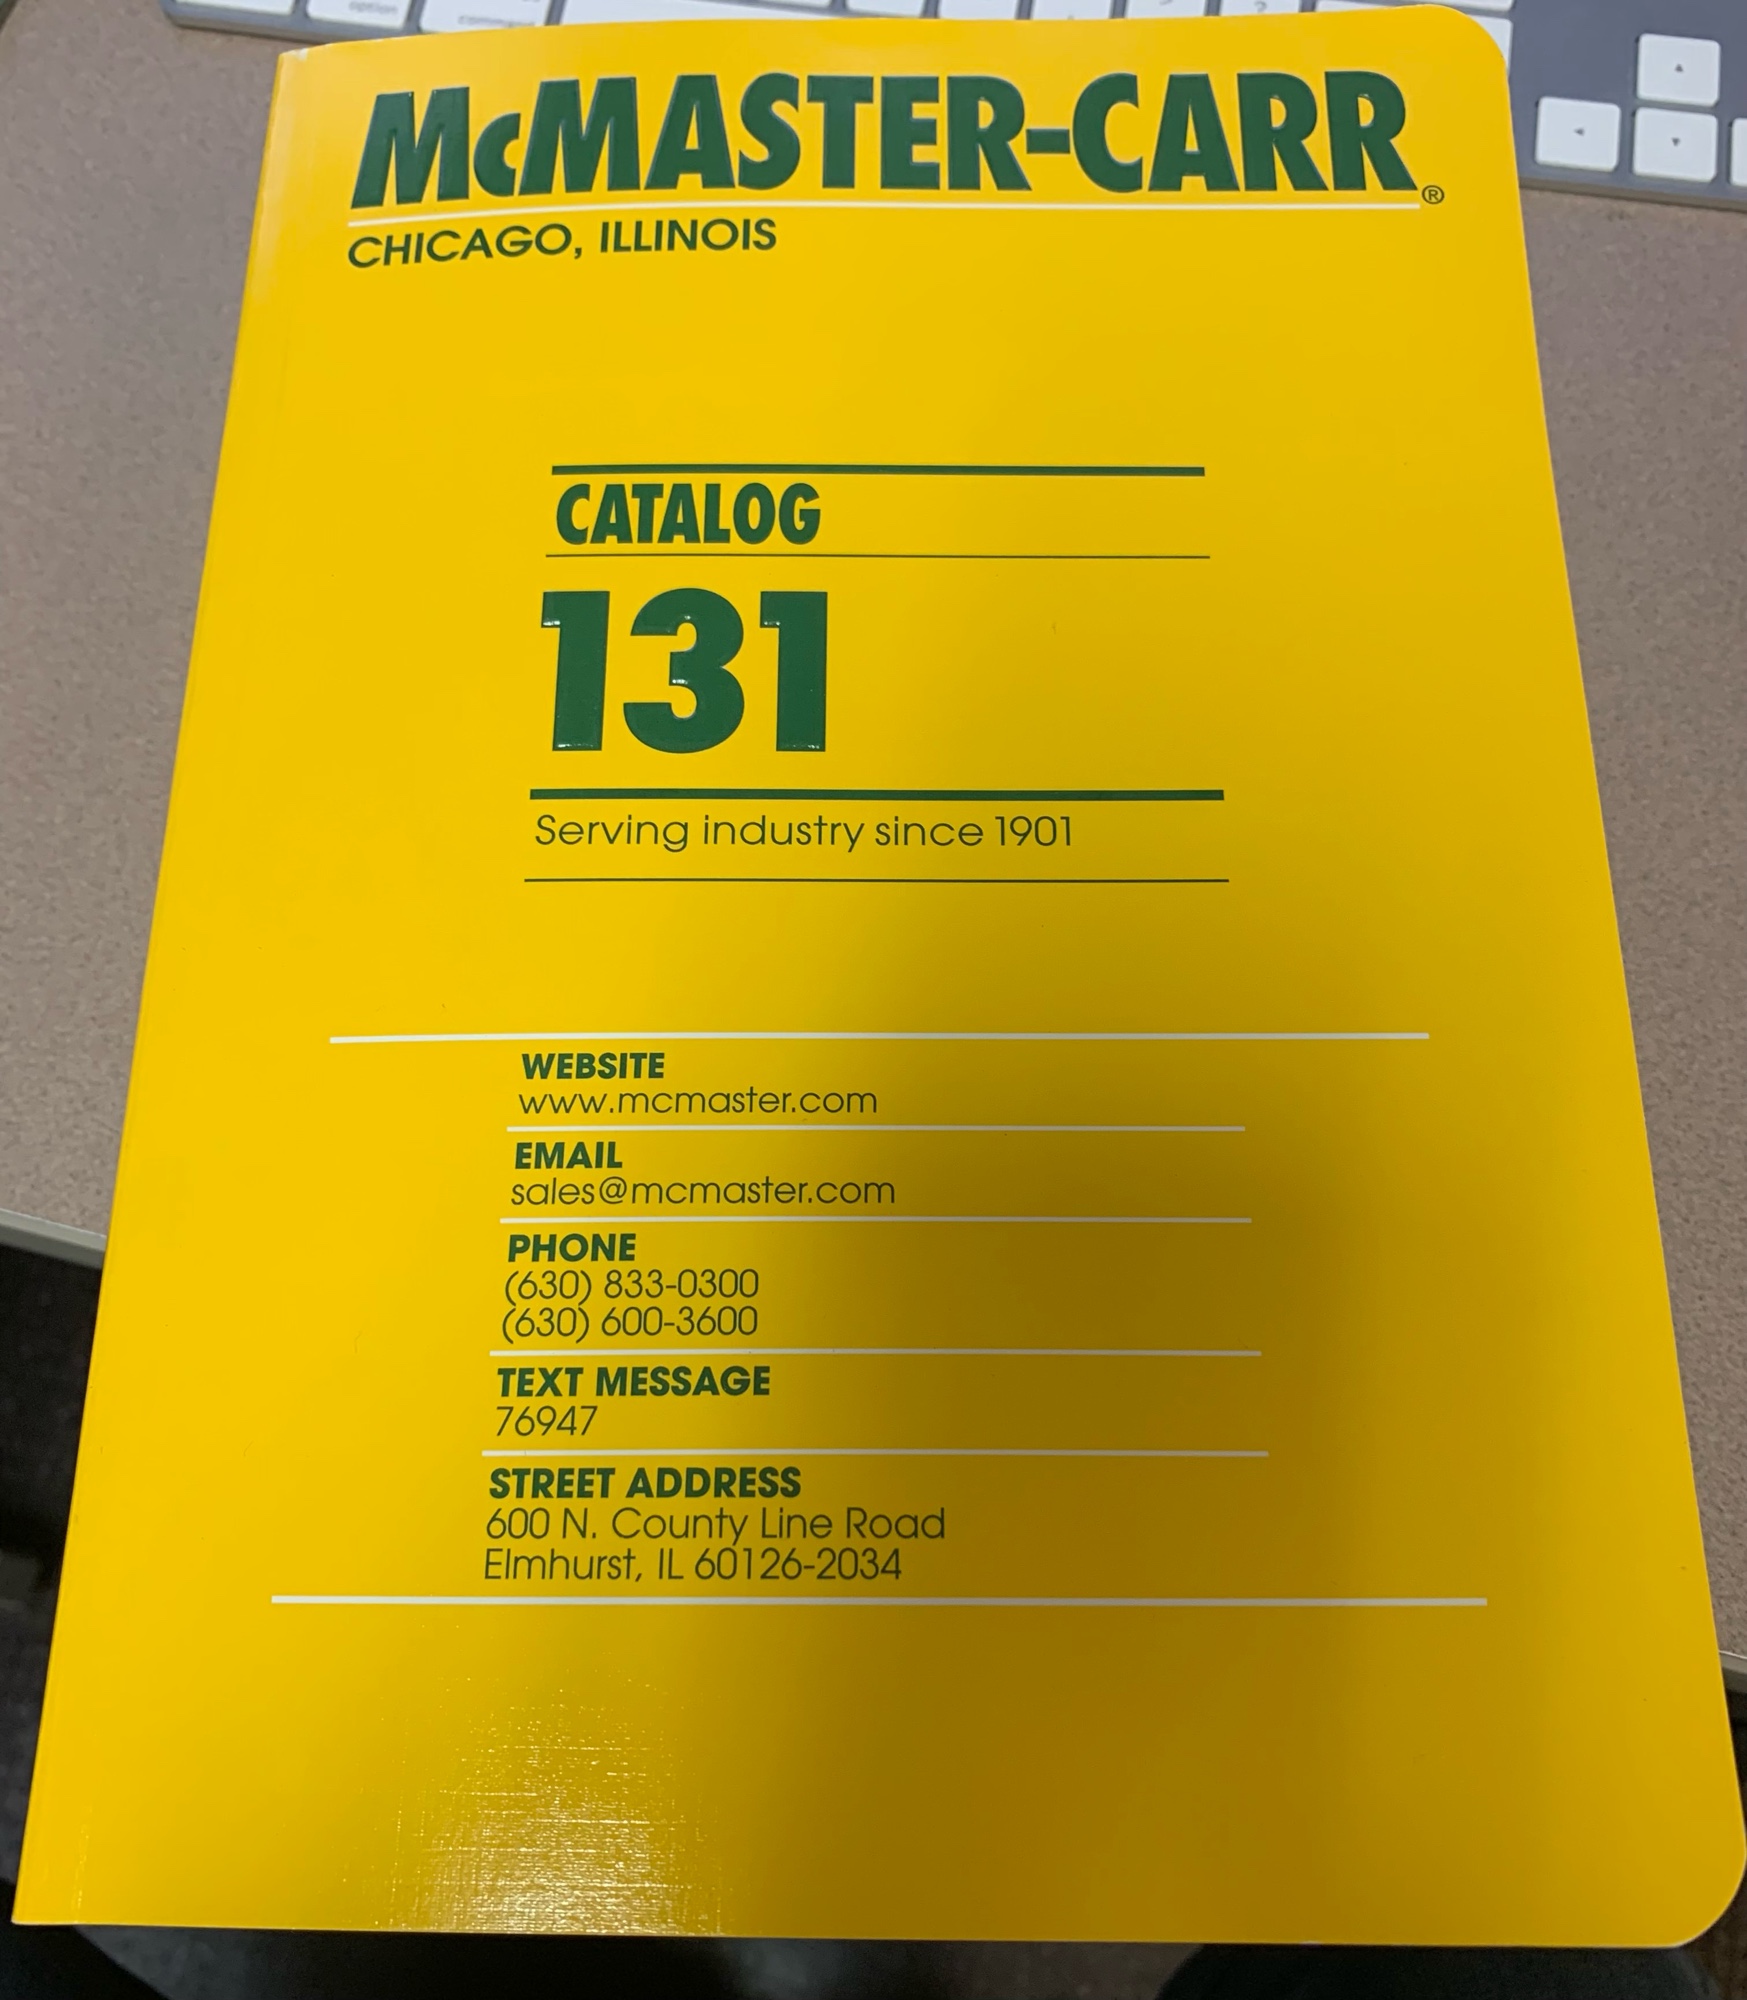 option
command
McMASTER-CARR®
CHICAGO, ILLINOIS
CATALOG
131
Serving industry since 1901
WEBSITE
www.mcmaster.com
EMAIL
sales@mcmaster.com
PHONE
(630) 833-0300
(630) 600-3600
TEXT MESSAGE
76947
STREET ADDRESS
600 N. County Line Road
Elmhurst, IL 60126-2034